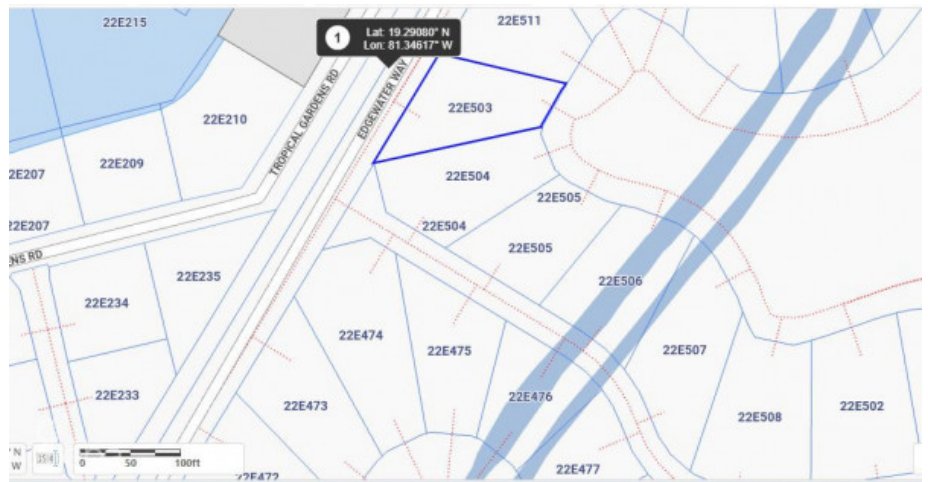 22E215
1
Lat: 19.29080° N
Lon: 81.34617° W
22E511
TROPICAL GARDENS RD
EDGEWATER WAY
22E210
22E503
22E207
22E209
22E504
22E505
22E207
22E504
22E505
NS RD
22E235
22E506
22E234
22E474
22E475
22E507
22E233
22E473
22E476
22E508
22E502
° N
W
0 50 100ft
22E472
22E477